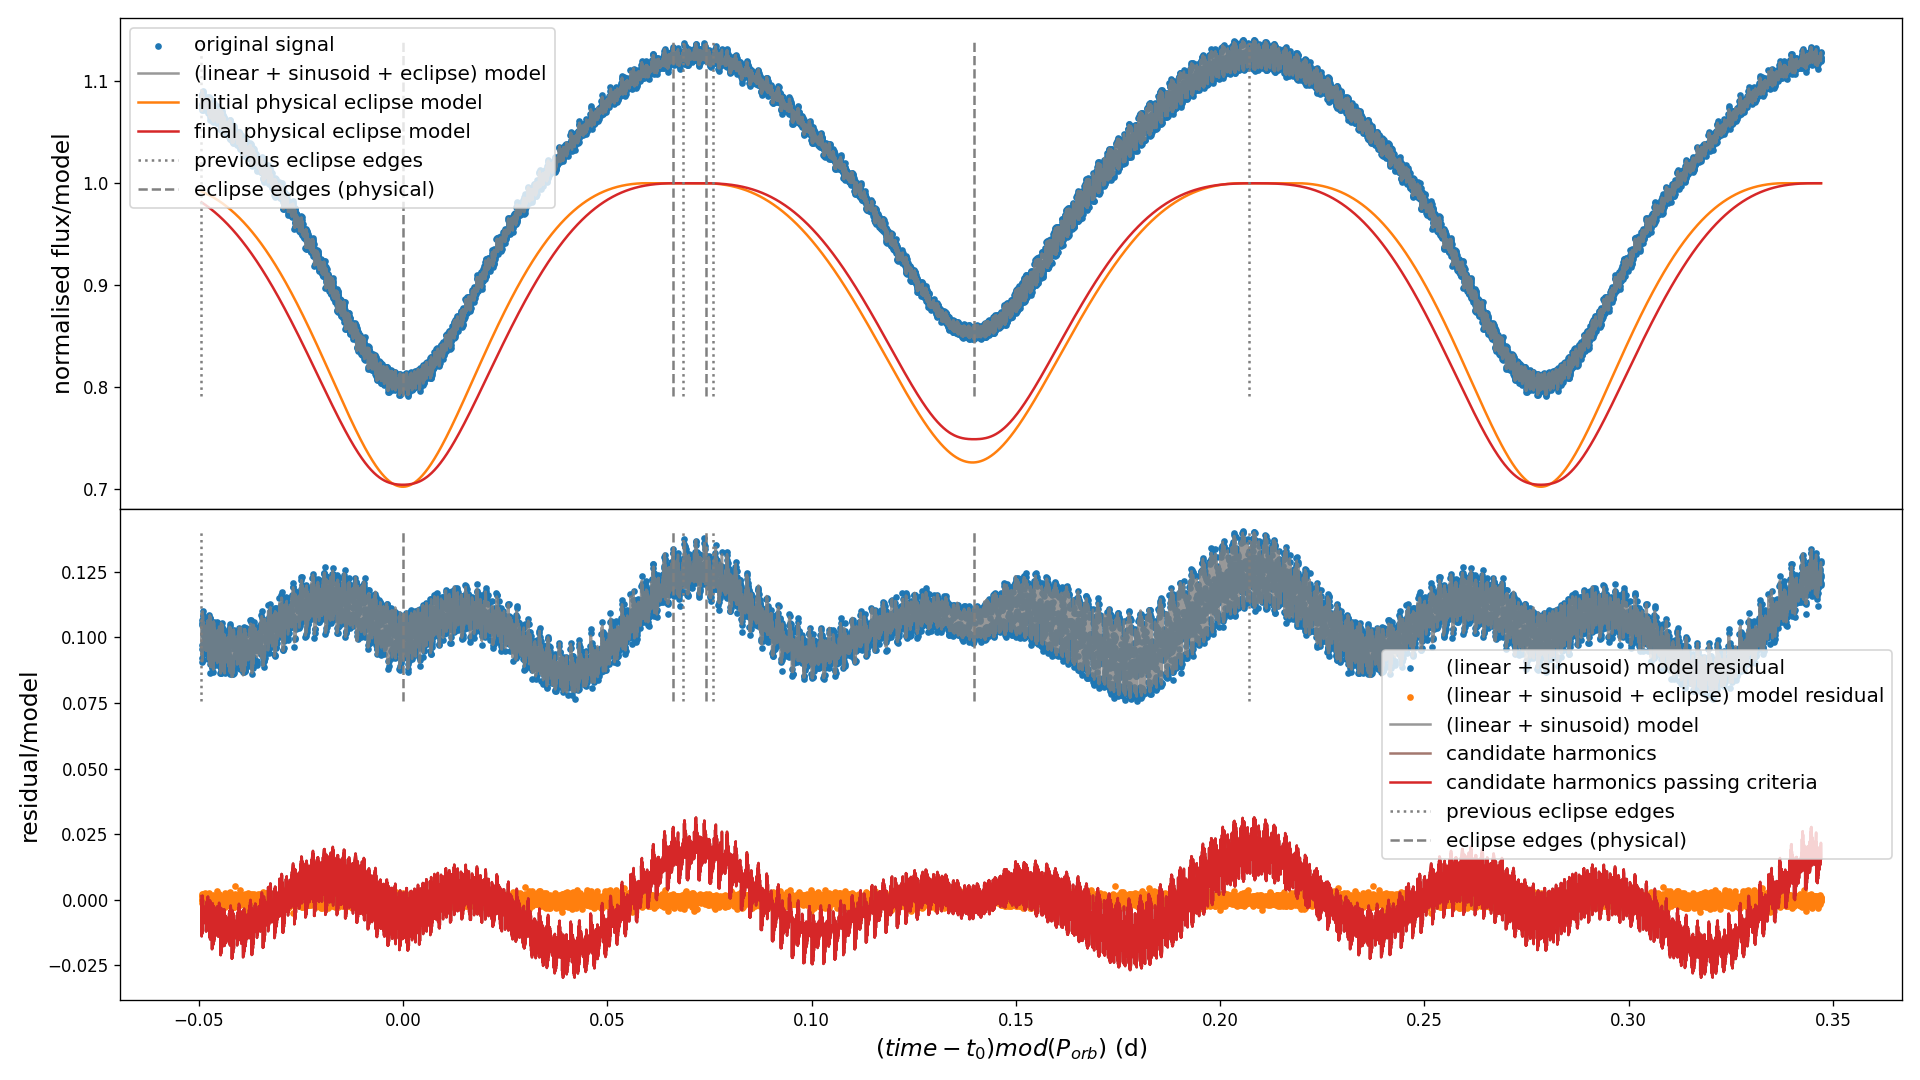 original signal
(linear + sinusoid + eclipse) model
initial physical eclipse model
final physical eclipse model
previous eclipse edges
eclipse edges (physical)
normalised flux/model
1.1
1.0
0.9
0.8
0.7
(linear + sinusoid) model residual
(linear + sinusoid + eclipse) model residual
(linear + sinusoid) model
candidate harmonics
candidate harmonics passing criteria
previous eclipse edges
eclipse edges (physical)
residual/model
0.125
0.100
0.075
0.050
0.025
0.000
−0.025
−0.05 0.00 0.05 0.10 0.15 0.20 0.25 0.30 0.35
(time − t₀)mod(P_orb) (d)